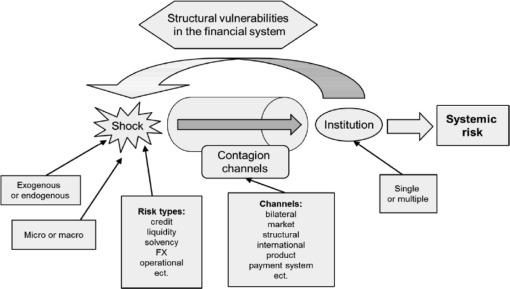 Structural vulnerabilities
in the financial system
Shock
Institution
Systemic
risk
Contagion
channels
Exogenous
or endogenous
Micro or macro
Risk types:
credit
liquidity
solvency
FX
operational
ect.
Channels:
bilateral
market
structural
international
product
payment system
ect.
Single
or multiple